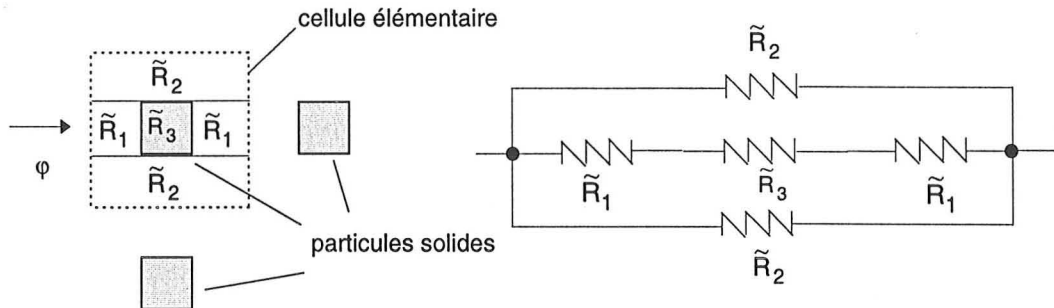 cellule élémentaire
R̃₂
R̃₁ R̃₃ R̃₁
R̃₂
φ
particules solides
R̃₂
R̃₁ R̃₃ R̃₁
R̃₂